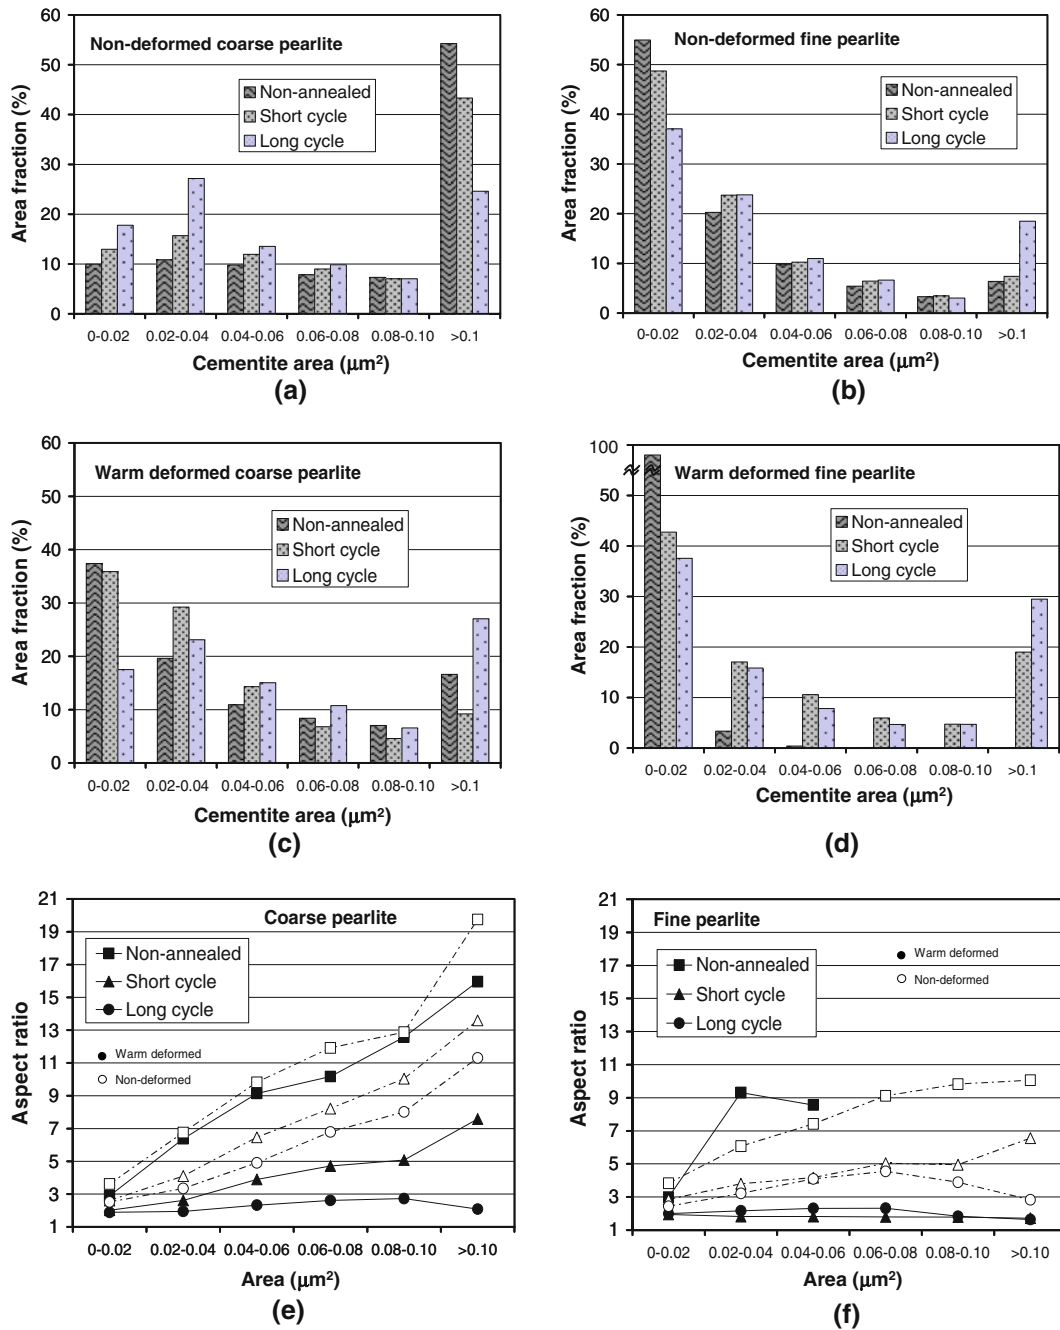 60
50
40
30
20
10
0
Area fraction (%)
Non-deformed coarse pearlite
Non-annealed
Short cycle
Long cycle
0-0.02 0.02-0.04 0.04-0.06 0.06-0.08 0.08-0.10 >0.1
Cementite area (μm²)
(a)
60
50
40
30
20
10
0
Area fraction (%)
Non-deformed fine pearlite
Non-annealed
Short cycle
Long cycle
0-0.02 0.02-0.04 0.04-0.06 0.06-0.08 0.08-0.10 >0.1
Cementite area (μm²)
(b)
60
50
40
30
20
10
0
Area fraction (%)
Warm deformed coarse pearlite
Non-annealed
Short cycle
Long cycle
0-0.02 0.02-0.04 0.04-0.06 0.06-0.08 0.08-0.10 >0.1
Cementite area (μm²)
(c)
100
50
30
20
10
0
Area fraction (%)
Warm deformed fine pearlite
Non-annealed
Short cycle
Long cycle
0-0.02 0.02-0.04 0.04-0.06 0.06-0.08 0.08-0.10 >0.1
Cementite area (μm²)
(d)
21
19
17
15
13
11
9
7
5
3
1
Aspect ratio
Coarse pearlite
Non-annealed
Short cycle
Long cycle
Warm deformed
Non-deformed
0-0.02 0.02-0.04 0.04-0.06 0.06-0.08 0.08-0.10 >0.10
Area (μm²)
(e)
21
19
17
15
13
11
9
7
5
3
1
Aspect ratio
Fine pearlite
Non-annealed
Short cycle
Long cycle
Warm deformed
Non-deformed
0-0.02 0.02-0.04 0.04-0.06 0.06-0.08 0.08-0.10 >0.10
Area (μm²)
(f)